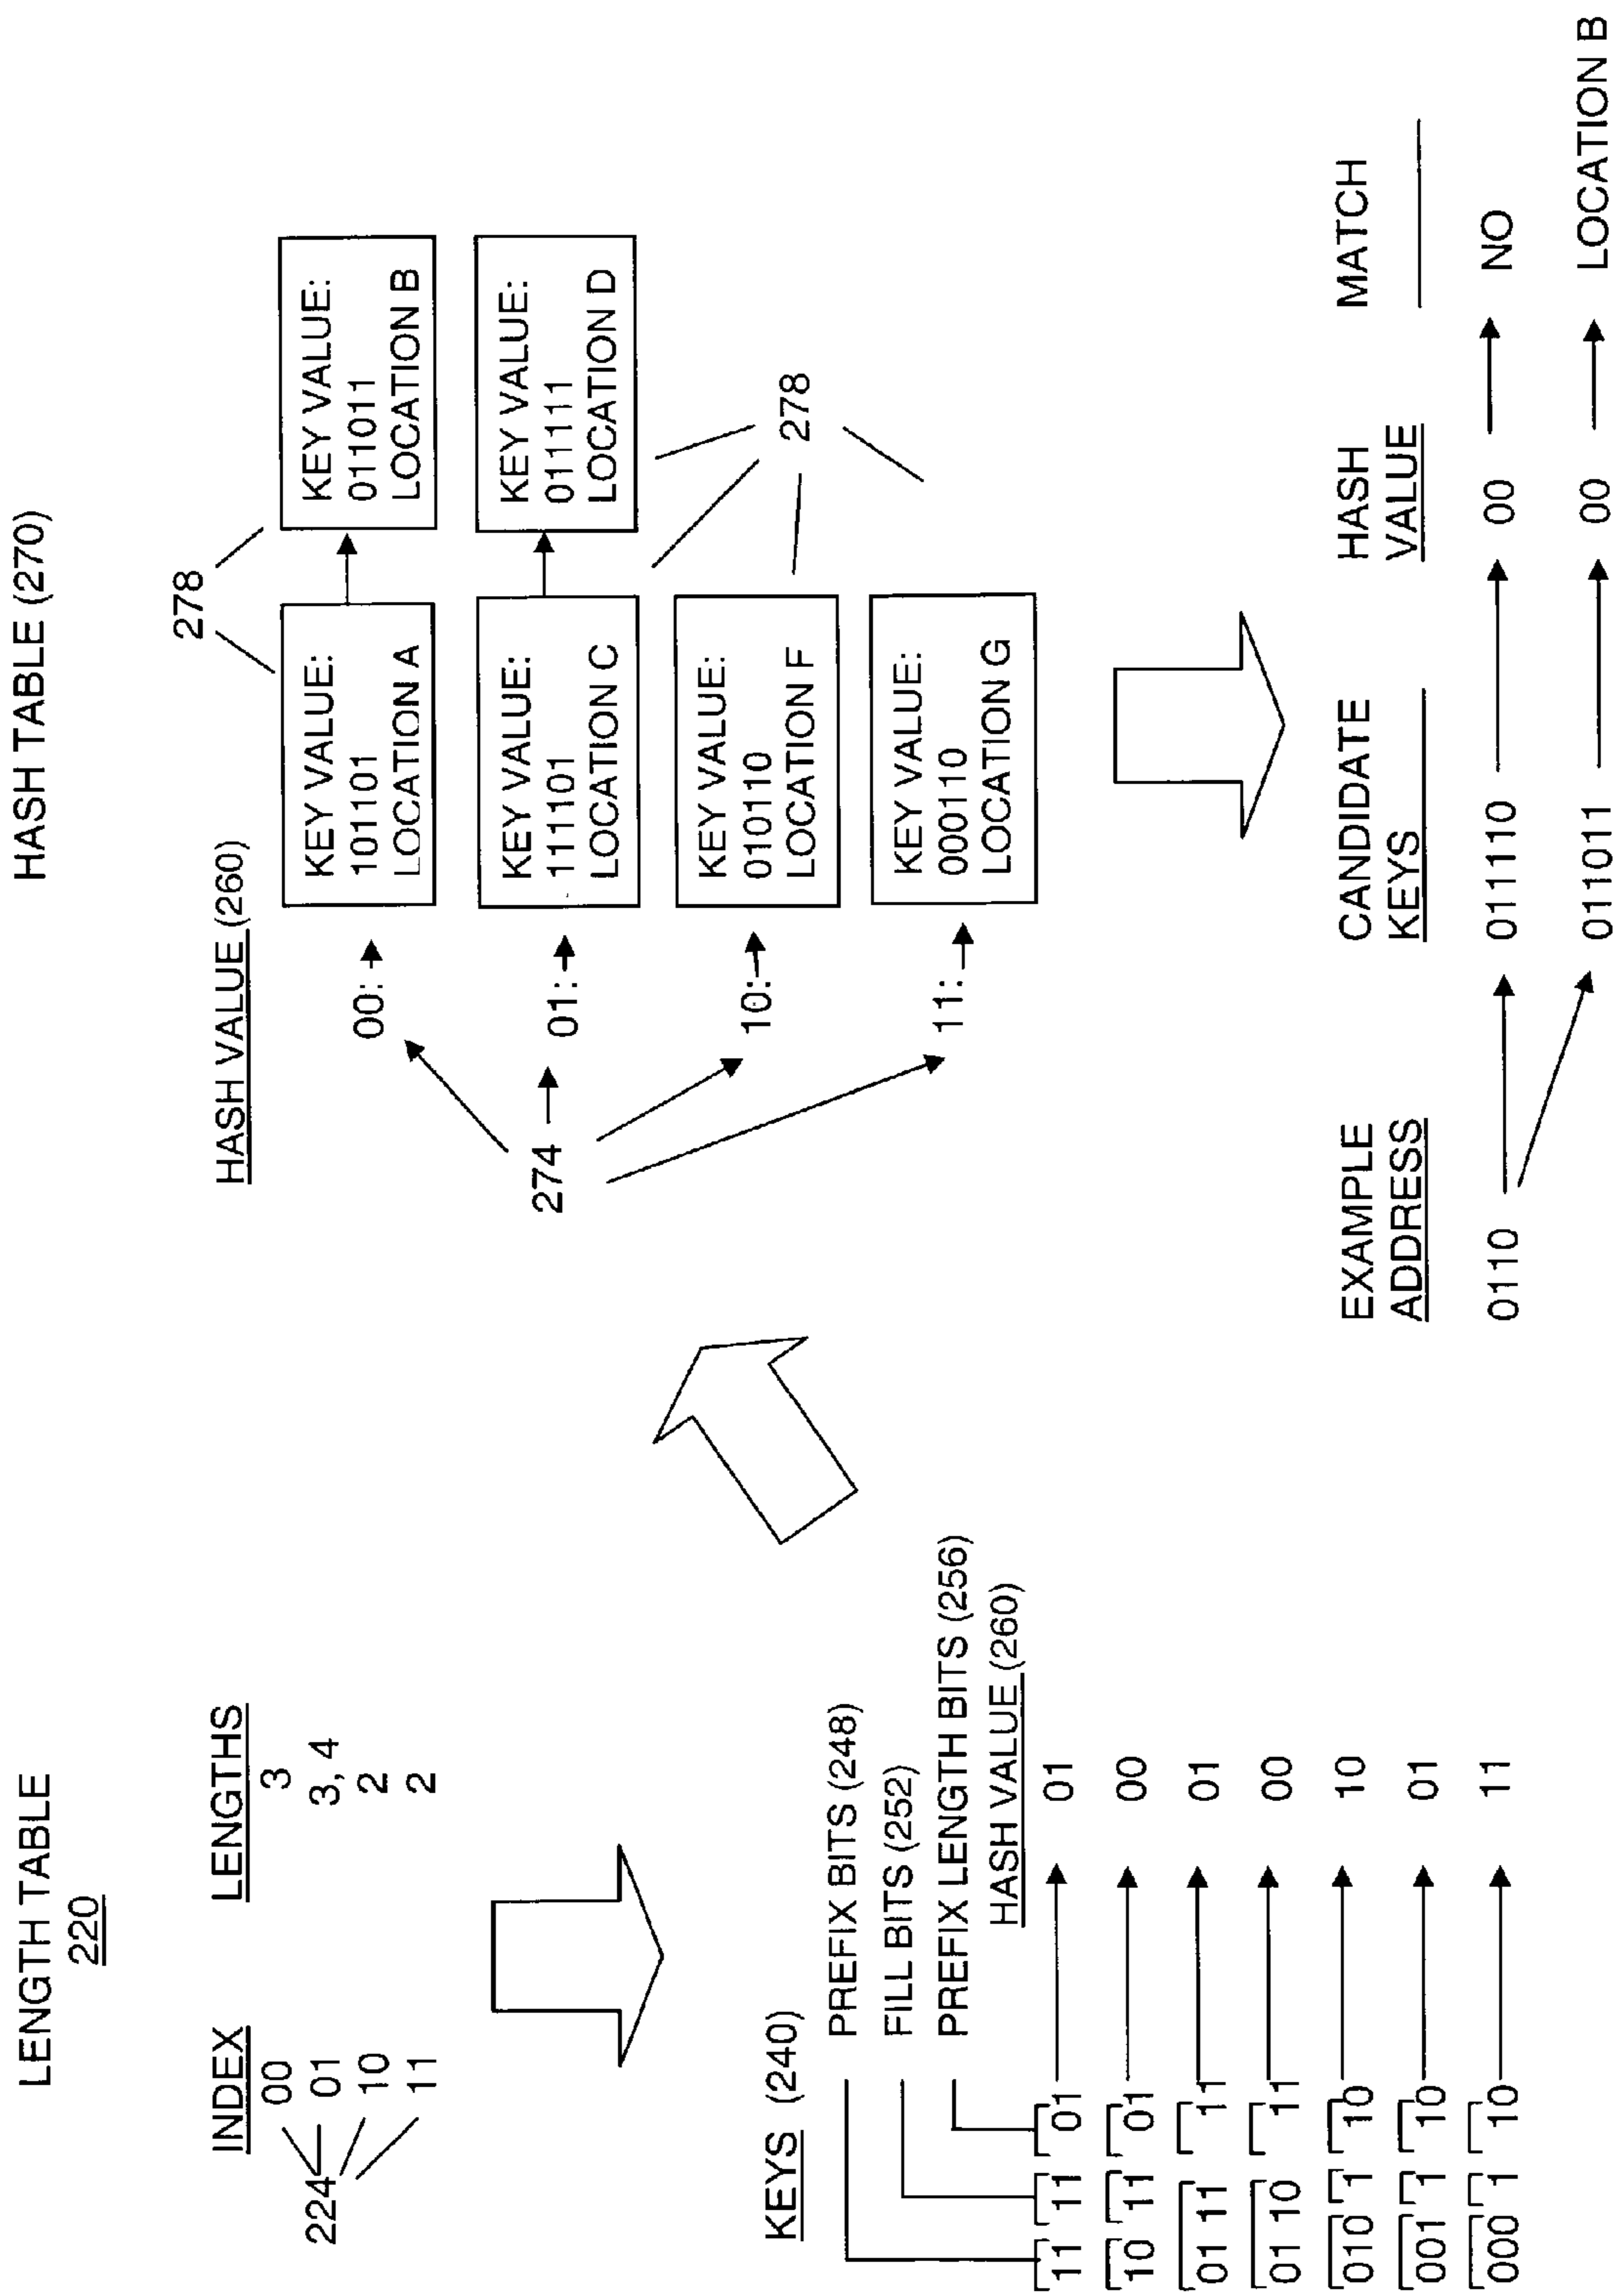 LENGTH TABLE
220
INDEX LENGTHS
00 3
01 3, 4
10 2
11 2
224
KEYS (240)
PREFIX BITS (248)
FILL BITS (252)
PREFIX LENGTH BITS (256)
HASH VALUE (260)
11 11 01 01
10 11 01 00
01 11 11 01
01 10 11 00
010 1 10 10
001 1 10 01
000 1 10 11
HASH TABLE (270)
278
HASH VALUE (260)
00:
KEY VALUE:
101101
LOCATION A
KEY VALUE:
011011
LOCATION B
274
01:
KEY VALUE:
111101
LOCATION C
KEY VALUE:
011111
LOCATION D
10:
KEY VALUE:
010110
LOCATION F
278
11:
KEY VALUE:
000110
LOCATION G
EXAMPLE
ADDRESS
CANDIDATE
KEYS
HASH
VALUE
MATCH
0110 011110 00 NO
011011 00 LOCATION B